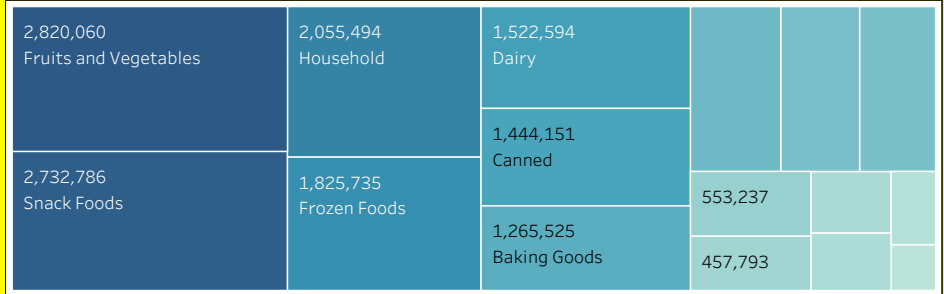 2,820,060
Fruits and Vegetables
2,732,786
Snack Foods
2,055,494
Household
1,825,735
Frozen Foods
1,522,594
Dairy
1,444,151
Canned
1,265,525
Baking Goods
553,237
457,793